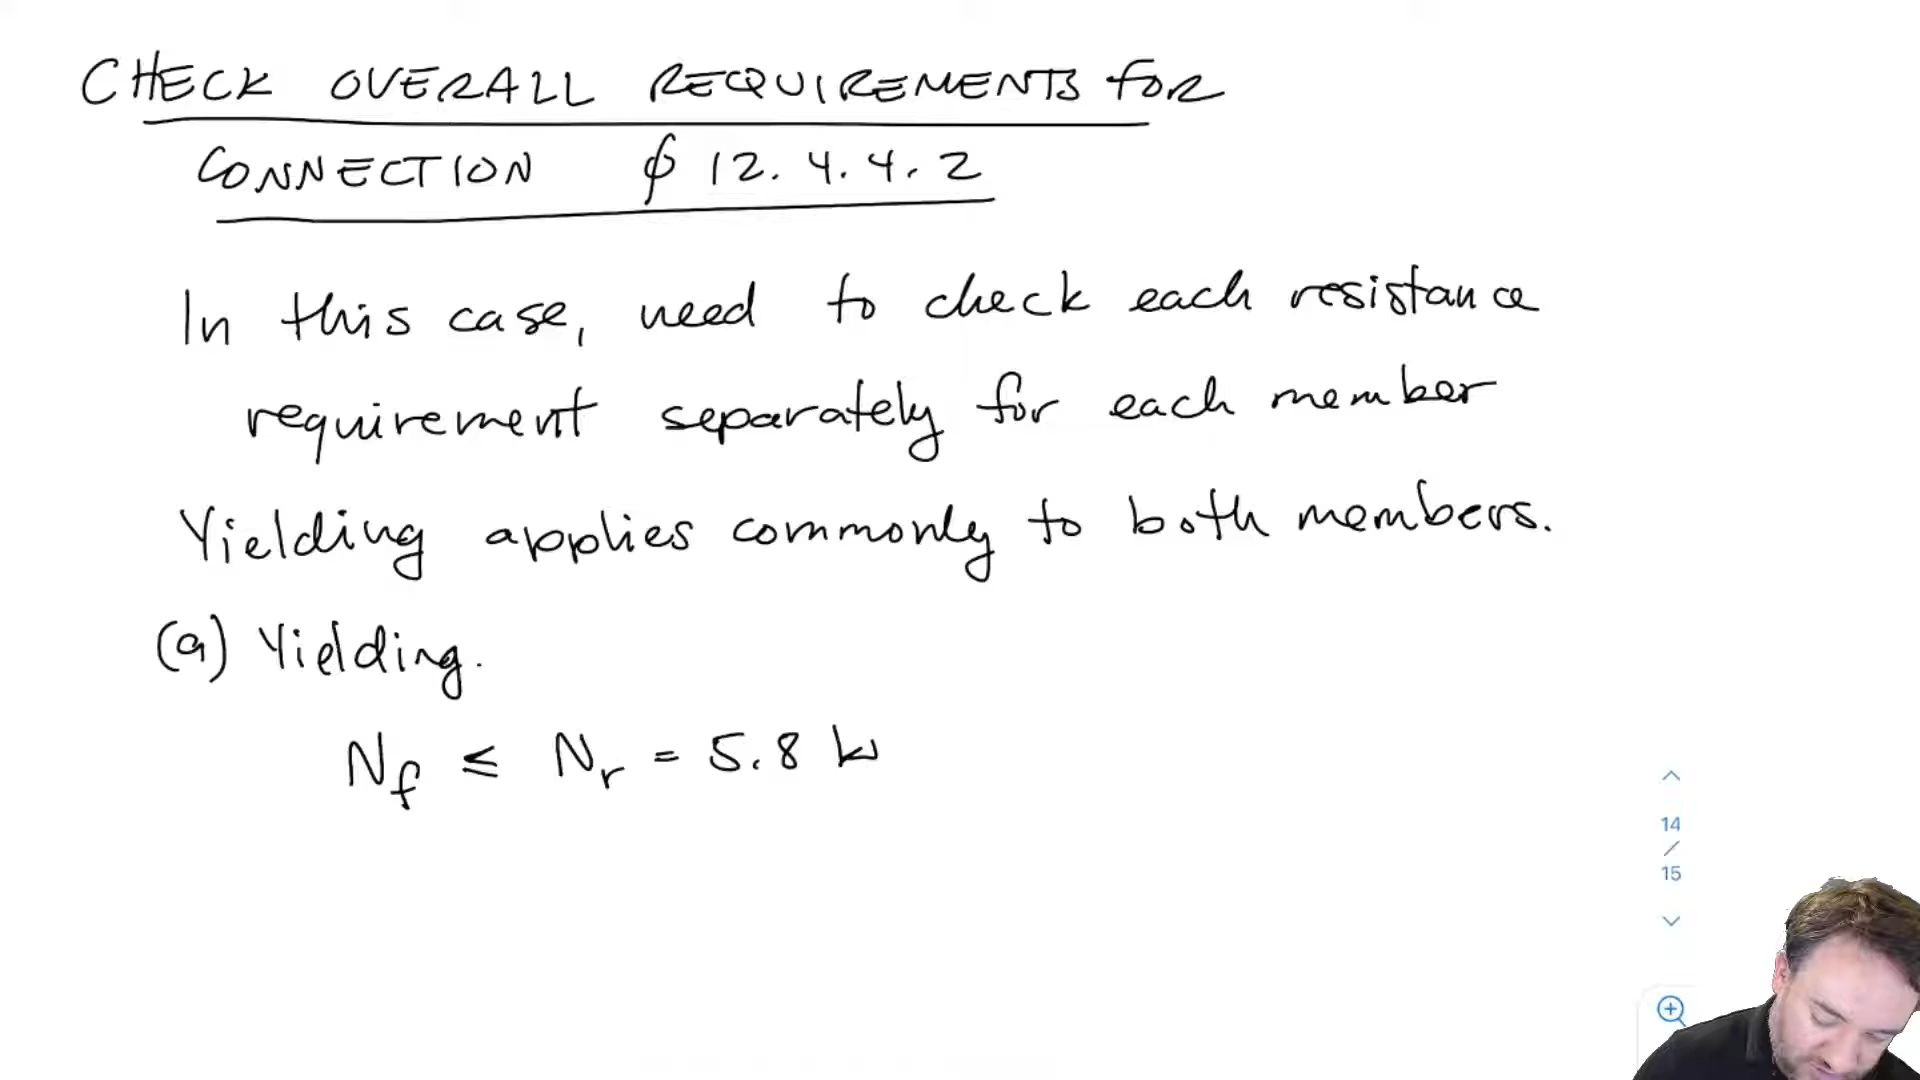 CHECK OVERALL REQUIREMENTS FOR
CONNECTION § 12.4.4.2
In this case, need to check each resistance
requirement separately for each member
Yielding applies commonly to both members.
(a) Yielding.
Nf ≤ Nr = 5.8 
14
/
15